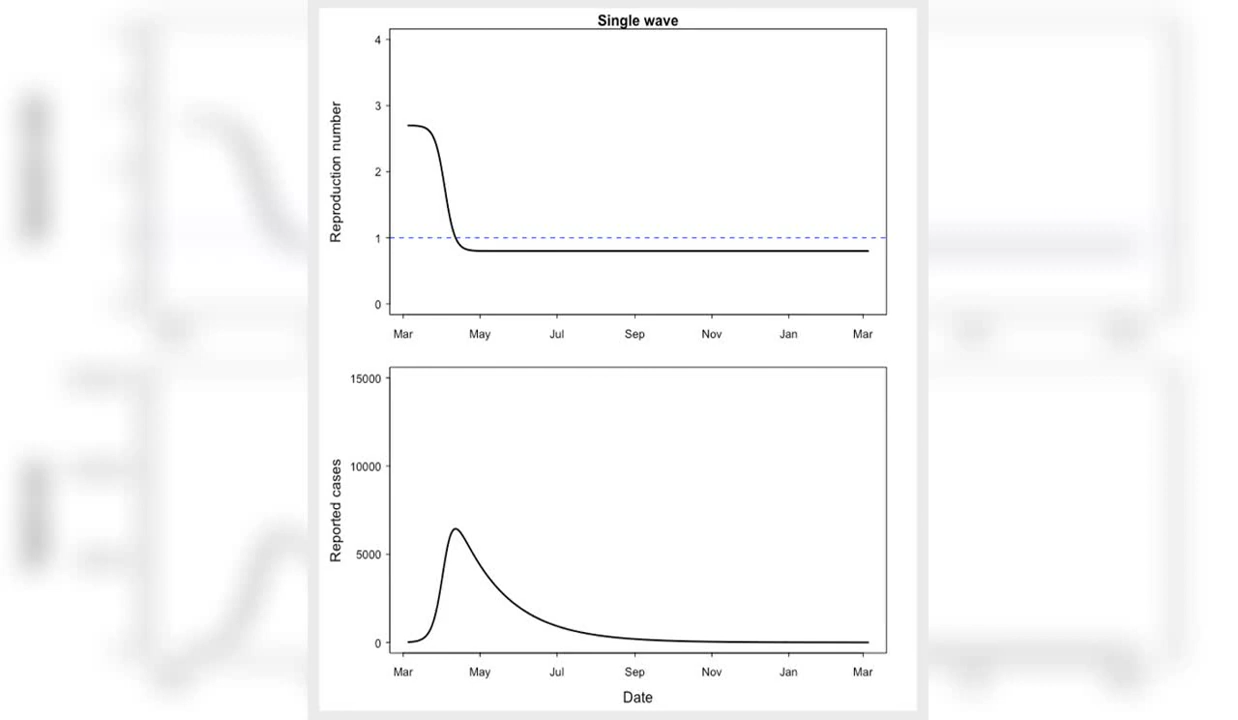 Single wave
4
3
2
1
0
Reproduction number
Mar May Jul Sep Nov Jan Mar
15000
10000
5000
0
Reported cases
Mar May Jul Sep Nov Jan Mar
Date